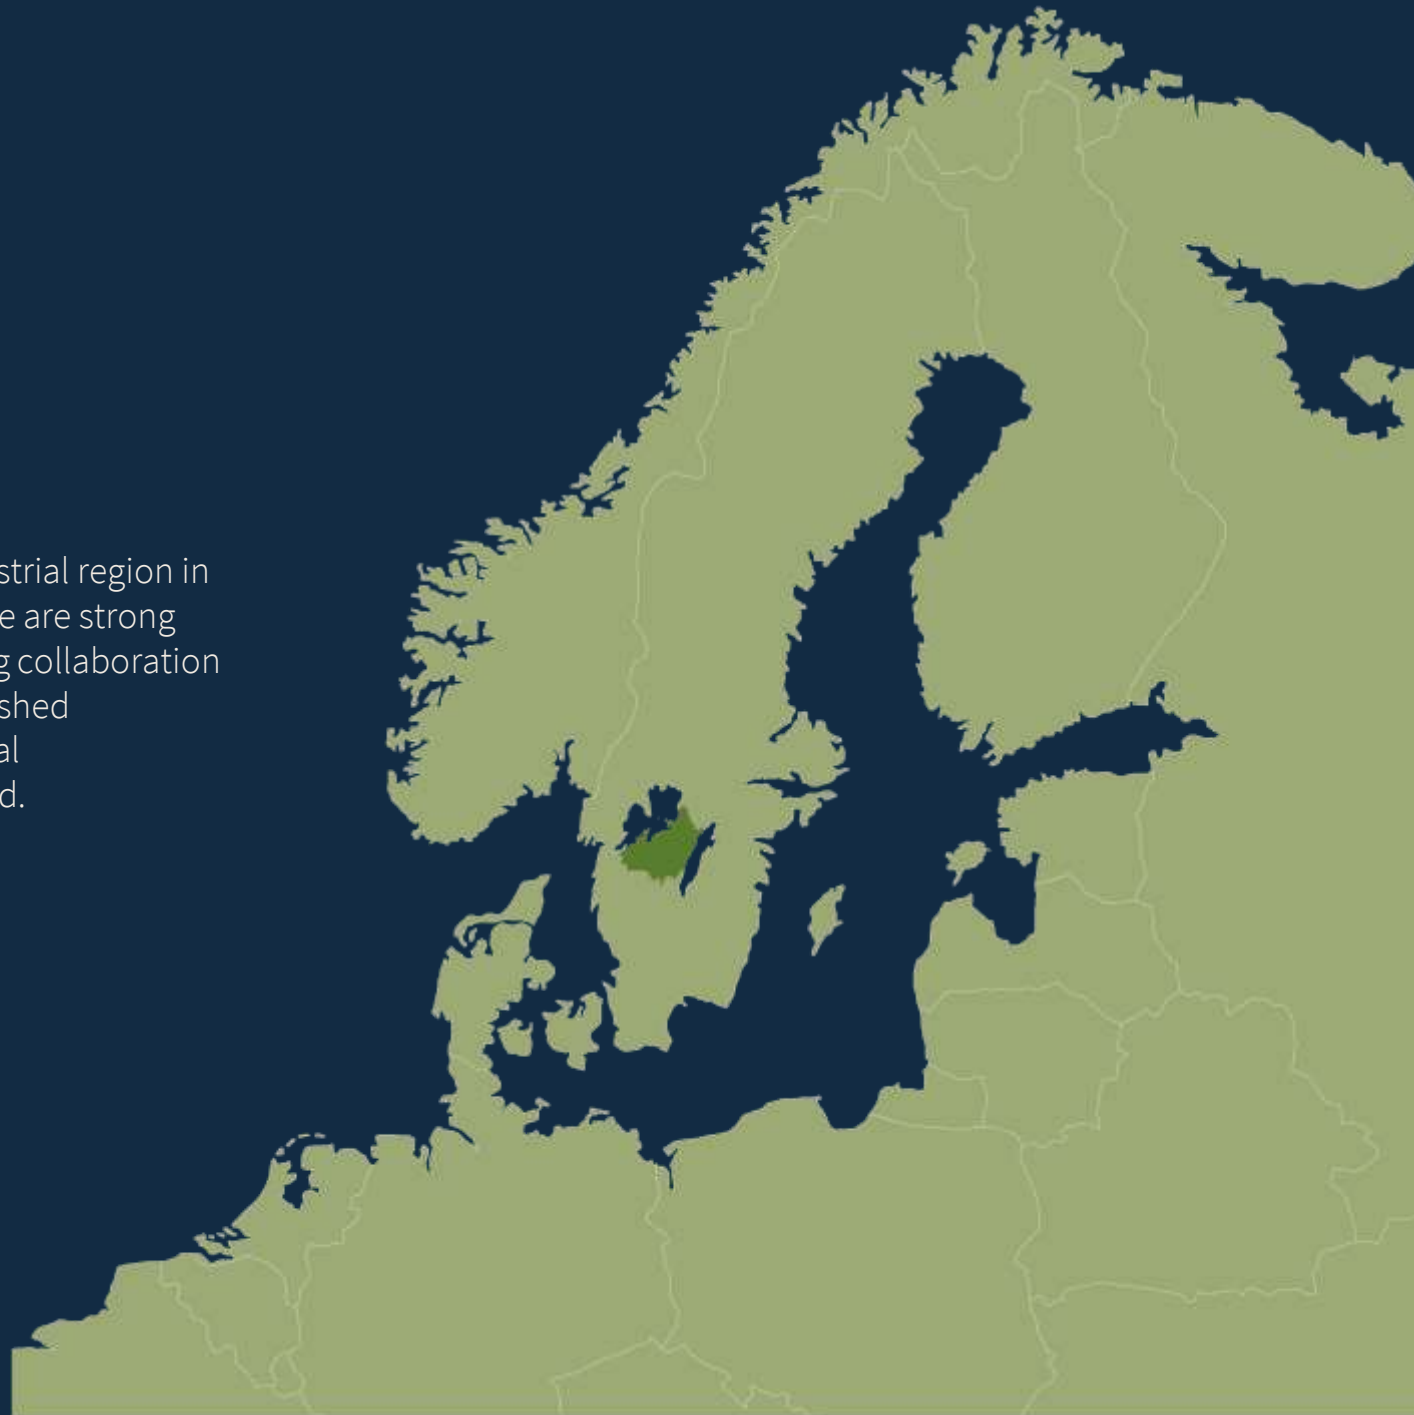 strial region in
e are strong
g collaboration
shed
al
d.